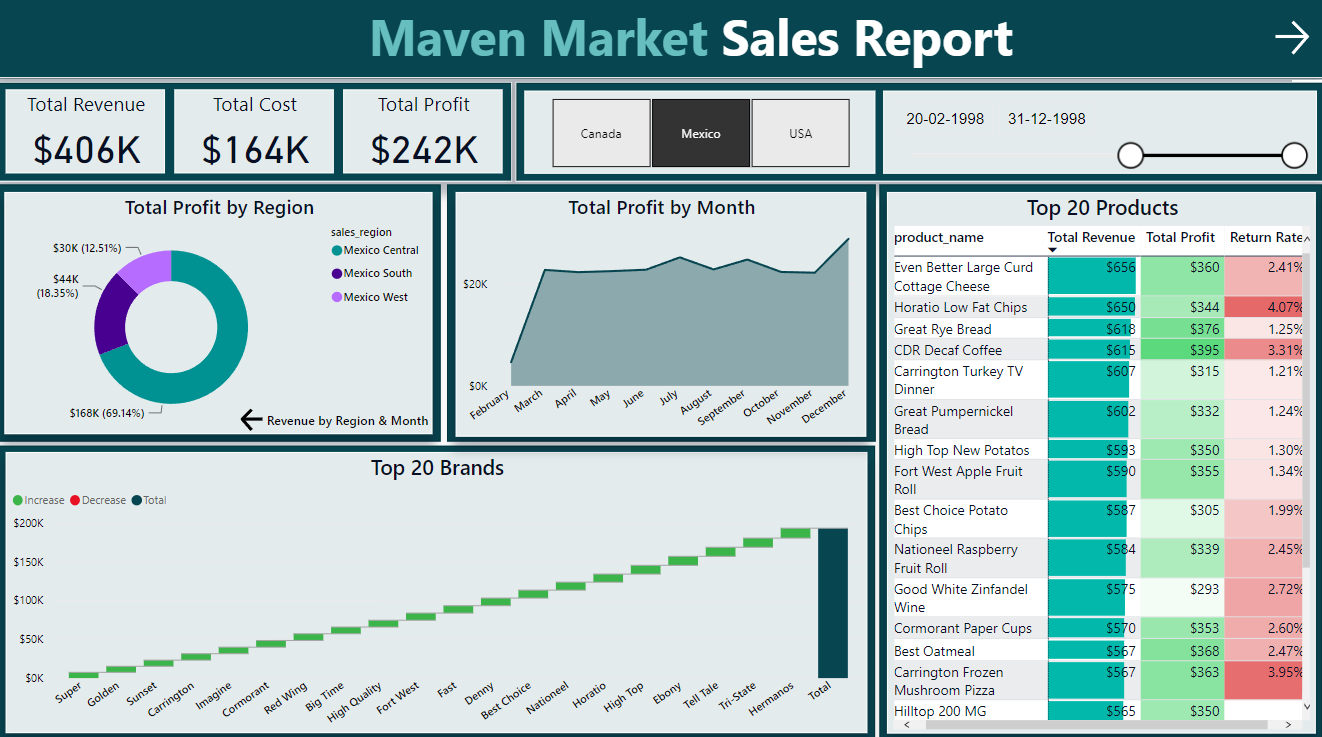 Maven Market Sales Report
Total Revenue
$406K
Total Cost
$164K
Total Profit
$242K
Canada
Mexico
USA
20-02-1998
31-12-1998
Total Profit by Region
$30K (12.51%)
$44K
(18.35%)
$168K (69.14%)
sales_region
Mexico Central
Mexico South
Mexico West
Revenue by Region & Month
Total Profit by Month
$20K
$0K
February
March
April
May
June
July
August
September
October
November
December
Top 20 Brands
Increase Decrease Total
$200K
$150K
$100K
$50K
$0K
Super
Golden
Sunset
Carrington
Imagine
Cormorant
Red Wing
Big Time
High Quality
Fort West
Fast
Denny
Best Choice
Nationeel
Horatio
High Top
Ebony
Tell Tale
Tri-State
Hermanos
Total
Top 20 Products
product_name Total Revenue Total Profit Return Rate
Even Better Large Curd
Cottage Cheese $656 $360 2.41%
Horatio Low Fat Chips $650 $344 4.07%
Great Rye Bread $618 $376 1.25%
CDR Decaf Coffee $615 $395 3.31%
Carrington Turkey TV
Dinner $607 $315 1.21%
Great Pumpernickel
Bread $602 $332 1.24%
High Top New Potatos $593 $350 1.30%
Fort West Apple Fruit
Roll $590 $355 1.34%
Best Choice Potato
Chips $587 $305 1.99%
Nationeel Raspberry
Fruit Roll $584 $339 2.45%
Good White Zinfandel
Wine $575 $293 2.72%
Cormorant Paper Cups $570 $353 2.60%
Best Oatmeal $567 $368 2.47%
Carrington Frozen
Mushroom Pizza $567 $363 3.95%
Hilltop 200 MG $565 $350